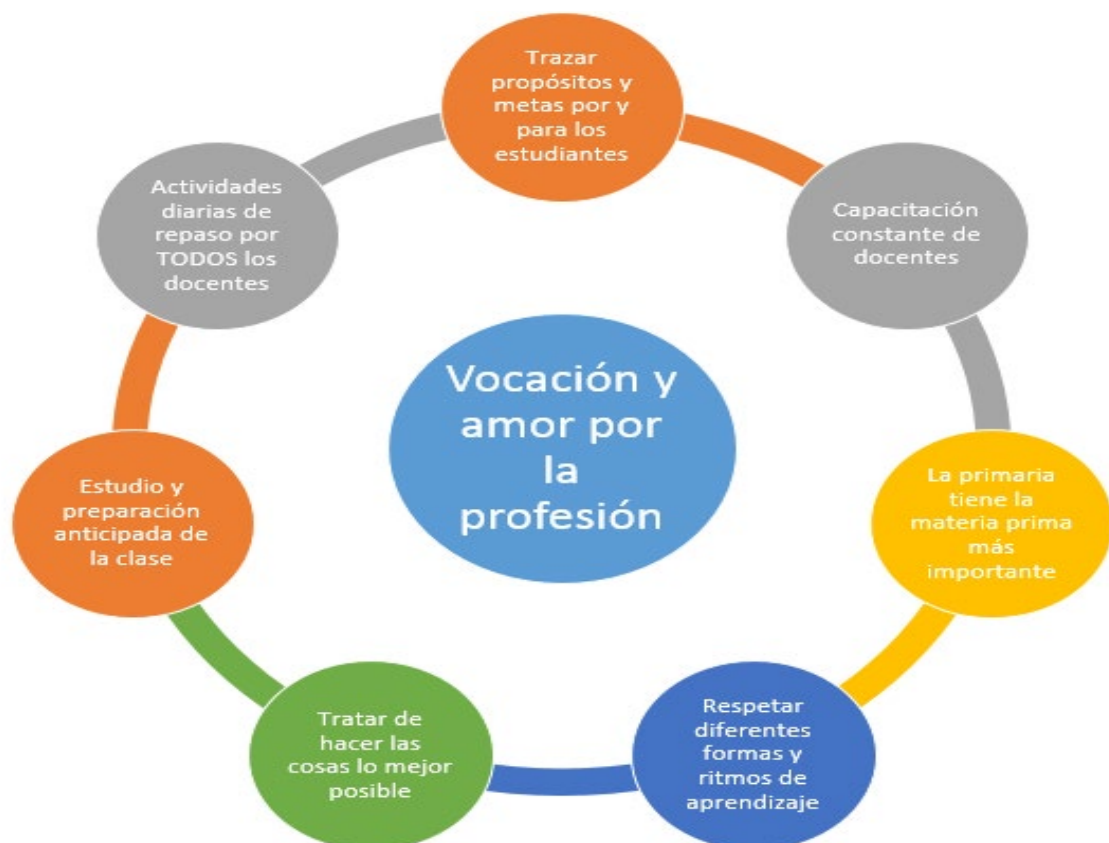 Trazar
propósitos y
metas por y
para los
estudiantes
Capacitación
constante de
docentes
La primaria
tiene la
materia prima
más
importante
Respetar
diferentes
formas y
ritmos de
aprendizaje
Tratar de
hacer las
cosas lo mejor
posible
Estudio y
preparación
anticipada de
la clase
Actividades
diarias de
repaso por
TODOS los
docentes
Vocación y
amor por
la
profesión